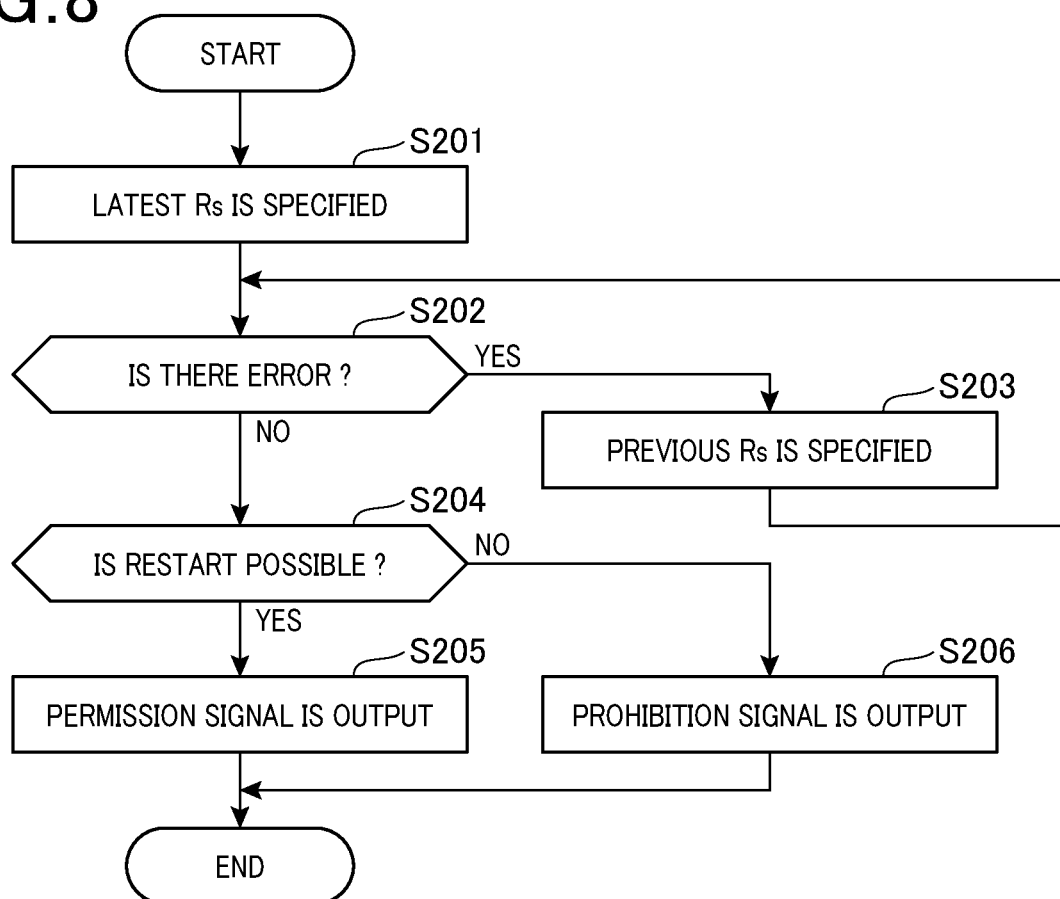 G.8
START
S201
LATEST Rs IS SPECIFIED
S202
IS THERE ERROR ?
YES
NO
S203
PREVIOUS Rs IS SPECIFIED
S204
IS RESTART POSSIBLE ?
NO
YES
S205
PERMISSION SIGNAL IS OUTPUT
S206
PROHIBITION SIGNAL IS OUTPUT
END